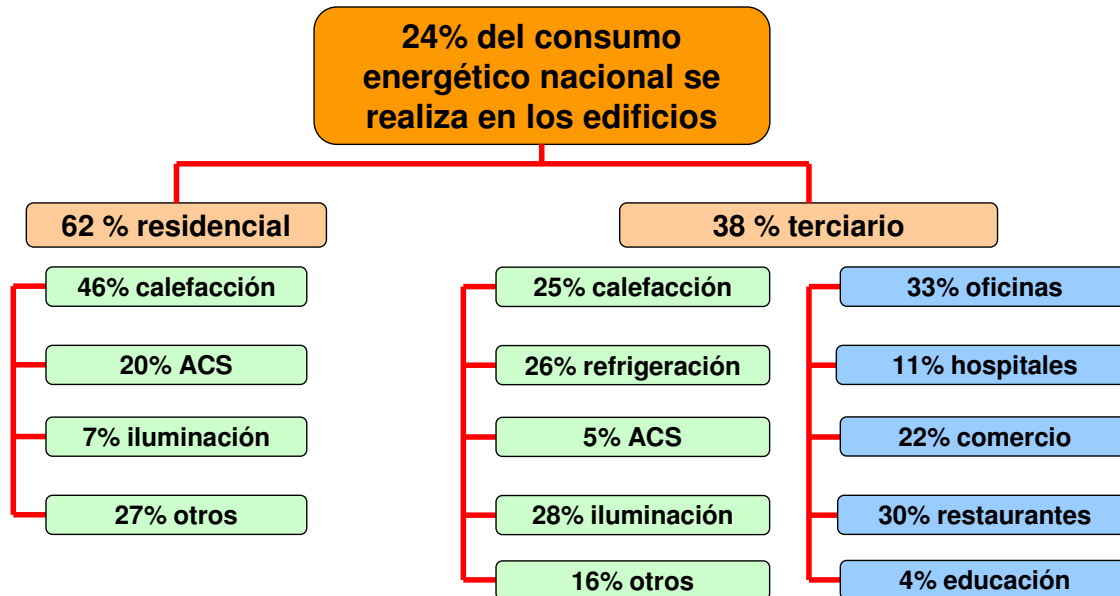 24% del consumo
energético nacional se
realiza en los edificios
62 % residencial
46% calefacción
20% ACS
7% iluminación
27% otros
38 % terciario
25% calefacción
26% refrigeración
5% ACS
28% iluminación
16% otros
33% oficinas
11% hospitales
22% comercio
30% restaurantes
4% educación